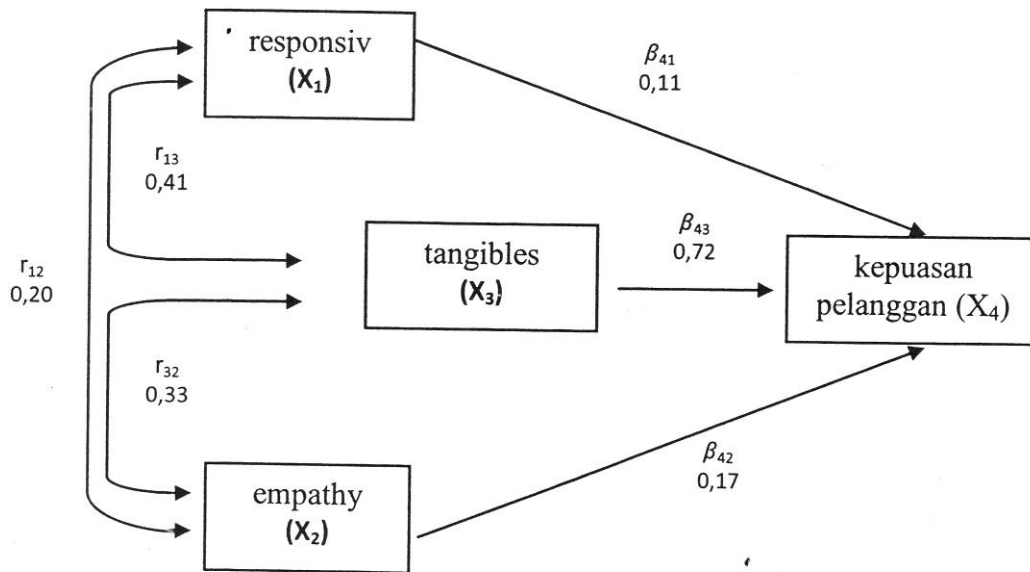 responsiv
(X₁)
β₄₁
0,11
r₁₃
0,41
tangibles
(X₃)
β₄₃
0,72
kepuasan
pelanggan (X₄)
r₁₂
0,20
r₃₂
0,33
empathy
(X₂)
β₄₂
0,17